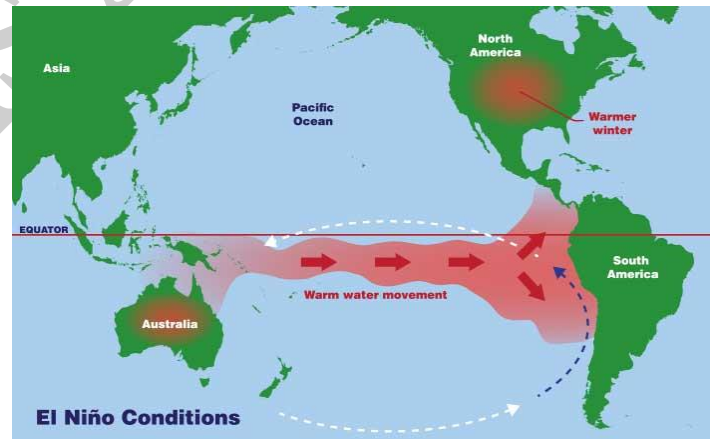 North
America
Asia
Pacific
Ocean
Warmer
winter
EQUATOR
South
America
Warm water movement
Australia
El Niño Conditions